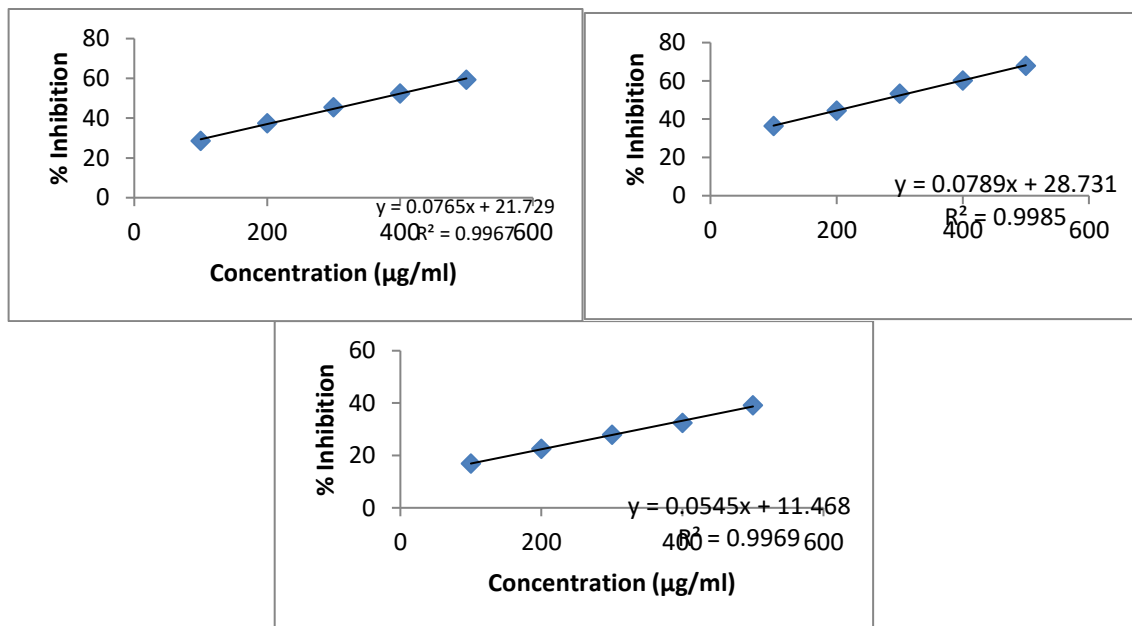 80
60
40
20
0
% Inhibition
y = 0.0765x + 21.729
R² = 0.9967
0 200 400 600
Concentration (µg/ml)
80
60
40
20
0
% Inhibition
y = 0.0789x + 28.731
R² = 0.9985
0 200 400 600
60
40
20
0
% Inhibition
y = 0.0545x + 11.468
R² = 0.9969
0 200 400 600
Concentration (µg/ml)